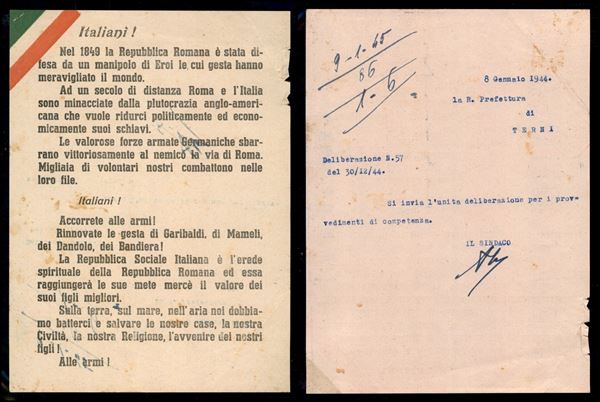 Italiani !
Nel 1849 la Repubblica Romana è stata di-
fesa da un manipolo di Eroi le cui gesta hanno
meravigliato il mondo.
Ad un secolo di distanza Roma e l'Italia
sono minacciate dalla plutocrazia anglo-ameri-
cana che vuole ridurci politicamente ed econo-
micamente suoi schiavi.
Le valorose forze armate Germaniche sbar-
rano vittoriosamente al nemico la via di Roma.
Migliaia di volontari nostri combattono nelle
loro file.
Italiani !
Accorrete alle armi!
Rinnovate le gesta di Garibaldi, di Mameli,
dei Dandolo, dei Bandiera!
La Repubblica Sociale Italiana è l'erede
spirituale della Repubblica Romana ed essa
raggiungerà le sue mete mercè il valore dei
suoi figli migliori.
Sulla terra, sul mare, nell'aria noi dobbia-
mo batterci e salvare le nostre case, la nostra
Civiltà, la nostra Religione, l'avvenire dei nostri
figli !
Alle armi !
9-1-45
66
1-6
8 Gennaio 1944.
la R. Prefettura
di
TERNI
Deliberazione N.57
del 30/12/44.
Si invia l'unita deliberazione per i prov=
vedimenti di competenza.
IL SINDACO